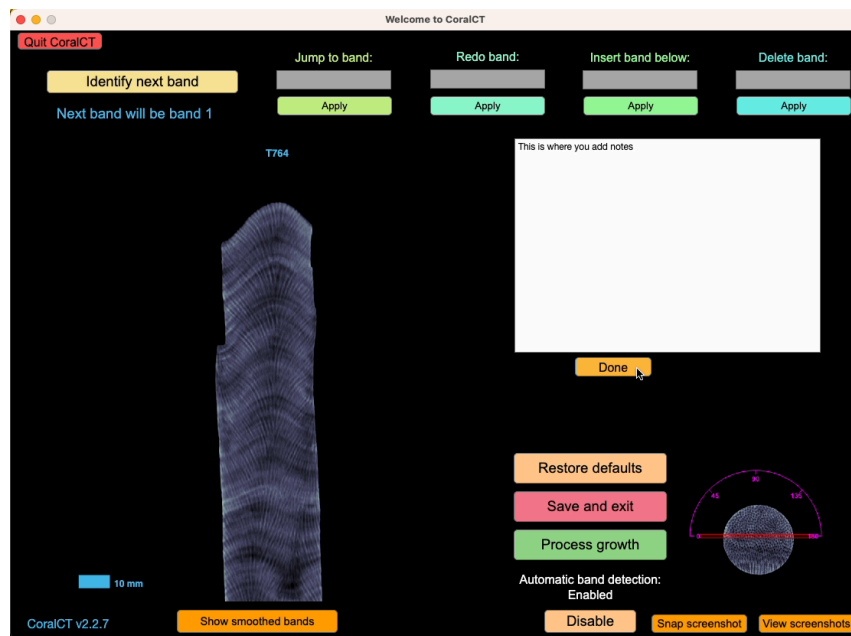 Welcome to CoralCT
Quit CoralCT
Jump to band:
Redo band:
Insert band below:
Delete band:
Identify next band
Apply
Apply
Apply
Apply
Next band will be band 1
T764
This is where you add notes
Done
Restore defaults
Save and exit
Process growth
0
45
90
135
180
Automatic band detection:
Enabled
10 mm
CoralCT v2.2.7
Show smoothed bands
Disable
Snap screenshot
View screenshots